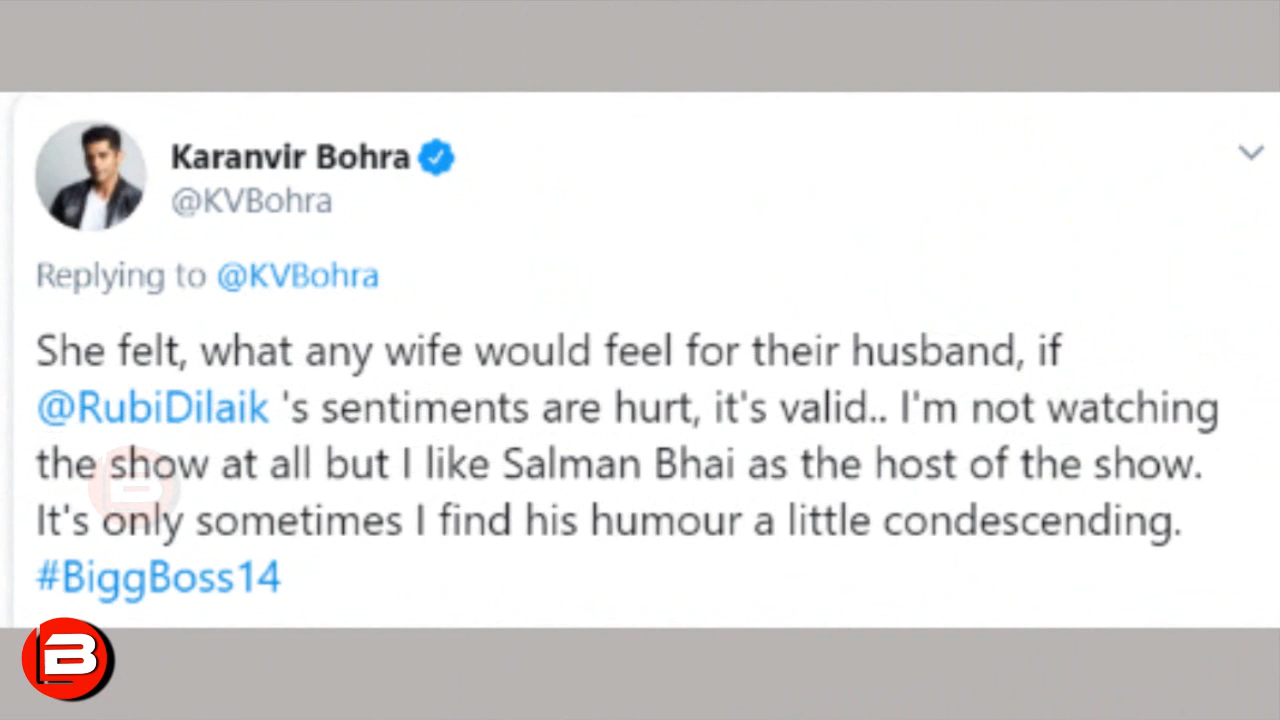 Karanvir Bohra
@KVBohra
Replying to @KVBohra
She felt, what any wife would feel for their husband, if
@RubiDilaik 's sentiments are hurt, it's valid.. I'm not watching
the show at all but I like Salman Bhai as the host of the show.
It's only sometimes I find his humour a little condescending.
#BiggBoss14
B